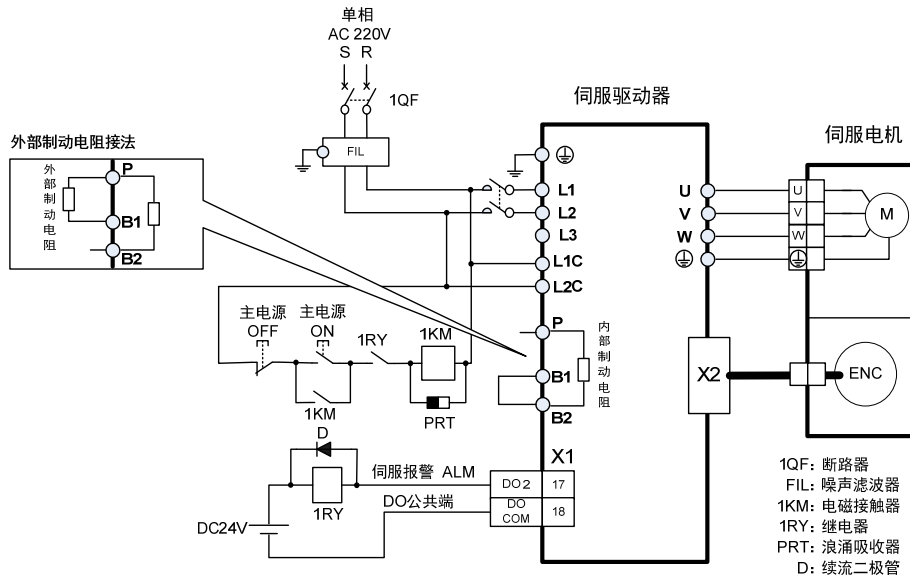 单相
AC 220V
S R
1QF
FIL
伺服驱动器
伺服电机
外部制动电阻接法
外部制动电阻
P
B1
B2
L1
L2
L3
L1C
L2C
P
B1
B2
内部制动电阻
U
V
W
U
V
W
M
X2
ENC
主电源
OFF
主电源
ON
1RY
1KM
1KM
PRT
D
1RY
伺服报警 ALM
DO公共端
DC24V
X1
DO 2 17
DO COM 18
1QF: 断路器
FIL: 噪声滤波器
1KM: 电磁接触器
1RY: 继电器
PRT: 浪涌吸收器
D: 续流二极管